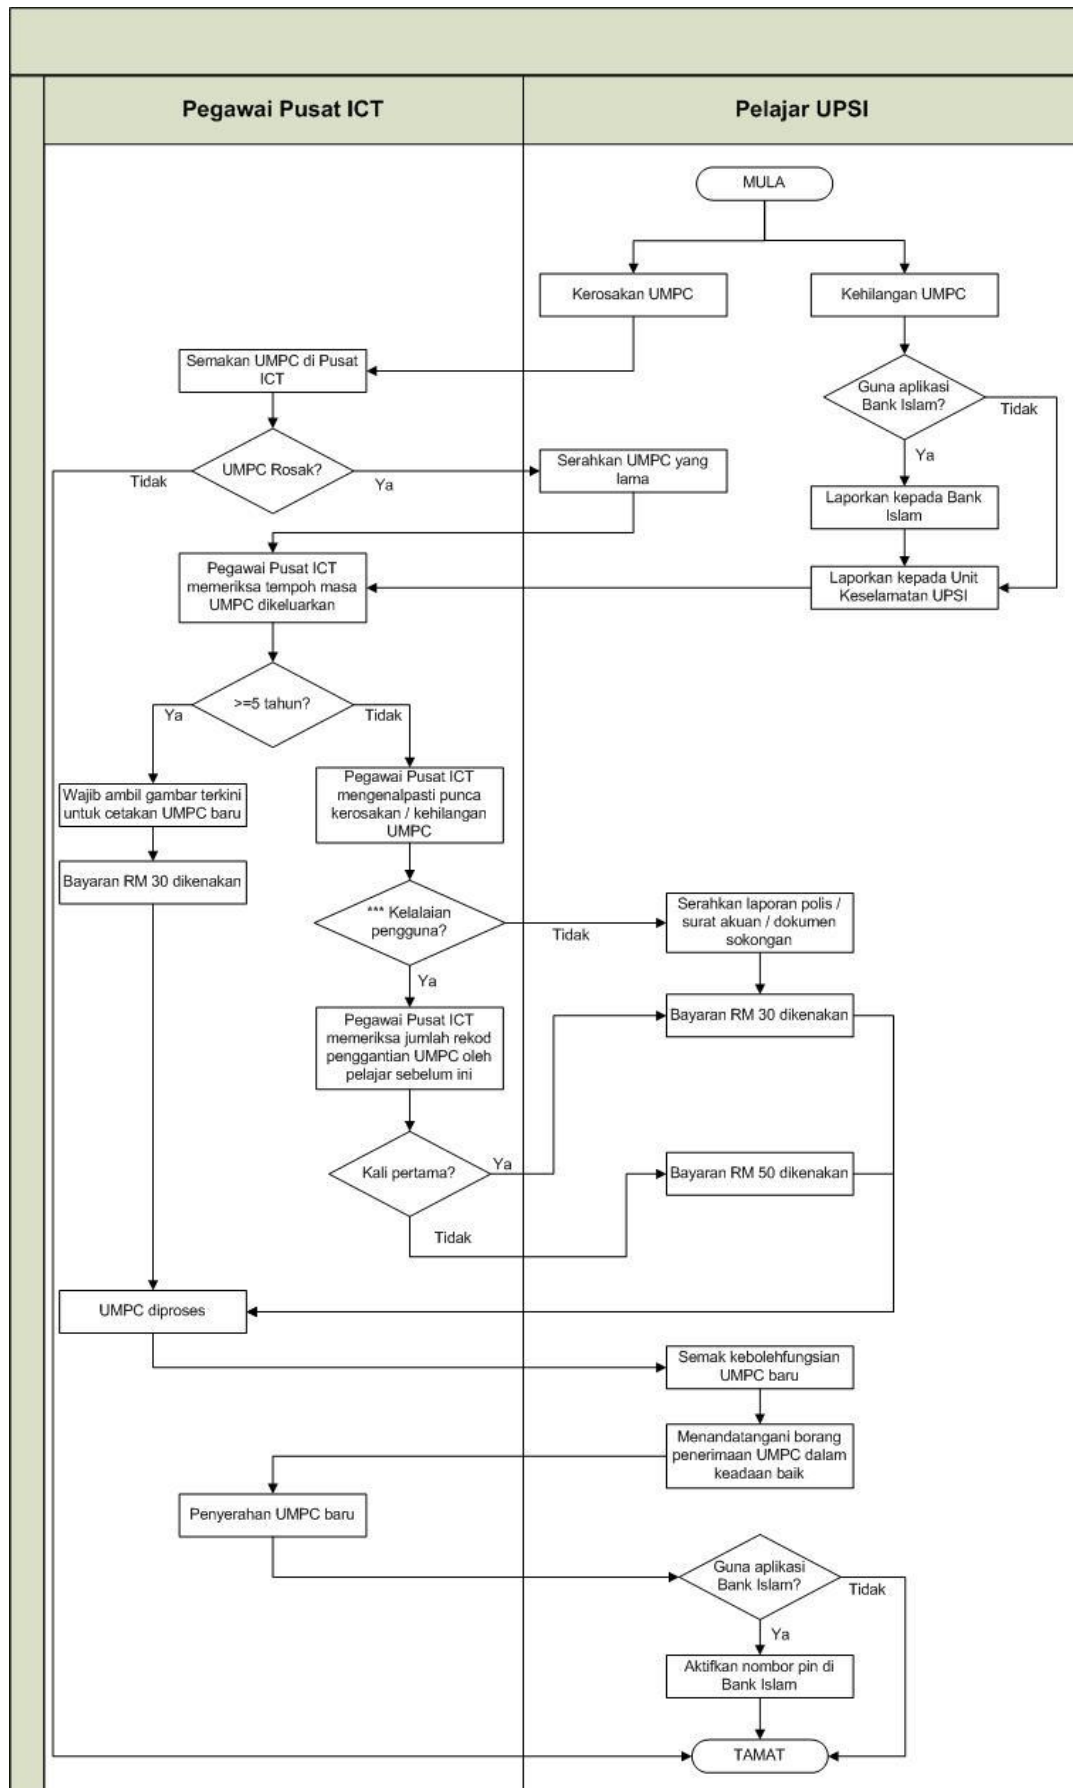 Pegawai Pusat ICT
Pelajar UPSI
MULA
Kerosakan UMPC
Kehilangan UMPC
Semakan UMPC di Pusat
ICT
Guna aplikasi
Bank Islam?
Tidak
Ya
UMPC Rosak?
Tidak
Ya
Serahkan UMPC yang
lama
Laporkan kepada Bank
Islam
Pegawai Pusat ICT
memeriksa tempoh masa
UMPC dikeluarkan
Laporkan kepada Unit
Keselamatan UPSI
>=5 tahun?
Ya
Tidak
Wajib ambil gambar terkini
untuk cetakan UMPC baru
Pegawai Pusat ICT
mengenalpasti punca
kerosakan / kehilangan
UMPC
Bayaran RM 30 dikenakan
*** Kelalaian
pengguna?
Tidak
Ya
Serahkan laporan polis /
surat akuan / dokumen
sokongan
Bayaran RM 30 dikenakan
Pegawai Pusat ICT
memeriksa jumlah rekod
penggantian UMPC oleh
pelajar sebelum ini
Kali pertama?
Ya
Tidak
Bayaran RM 50 dikenakan
UMPC diproses
Semak kebolehfungsian
UMPC baru
Menandatangani borang
penerimaan UMPC dalam
keadaan baik
Penyerahan UMPC baru
Guna aplikasi
Bank Islam?
Tidak
Ya
Aktifkan nombor pin di
Bank Islam
TAMAT